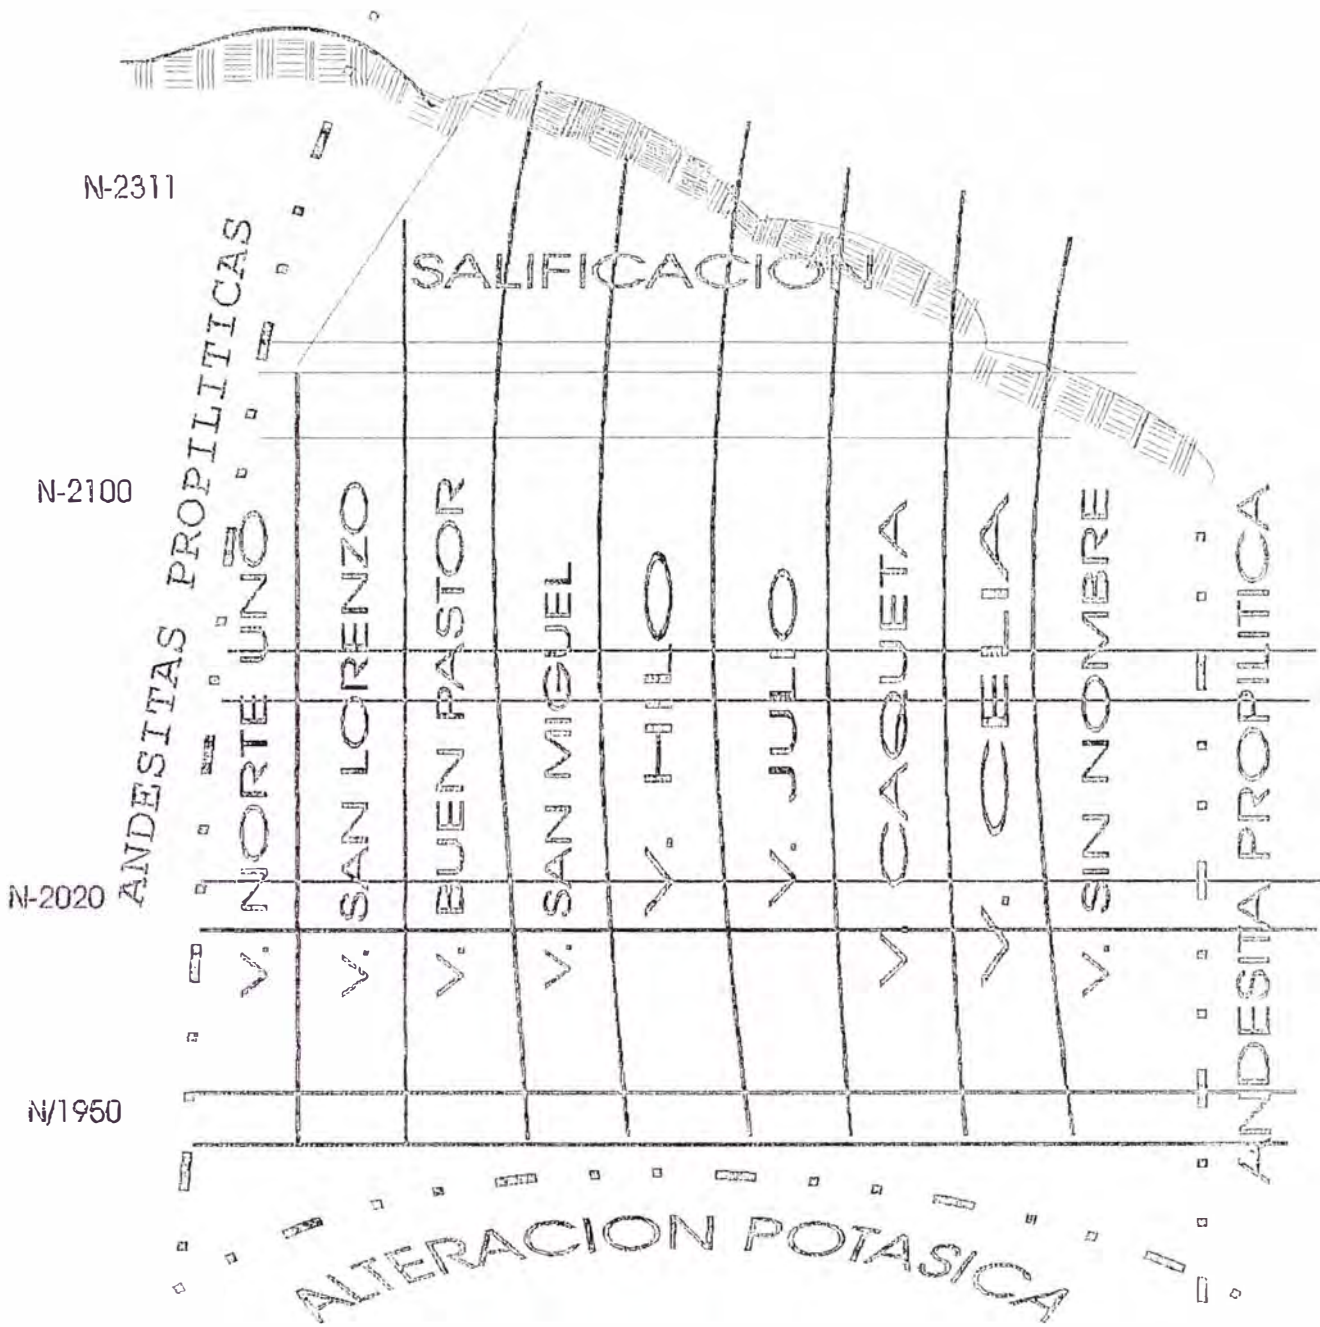 N-2311
SALIFICACION
ANDESITAS PROPILITICAS
N-2100
V. NORTE UNO
V. SAN LORENZO
V. BUEN PASTOR
V. SAN MIGUEL
V. HILO
V. JULIO
V CAQUETA
V. CELIA
V. SIN NOMBRE
ANDESITA PROPILITICA
N-2020
N/1950
ALTERACION POTASICA